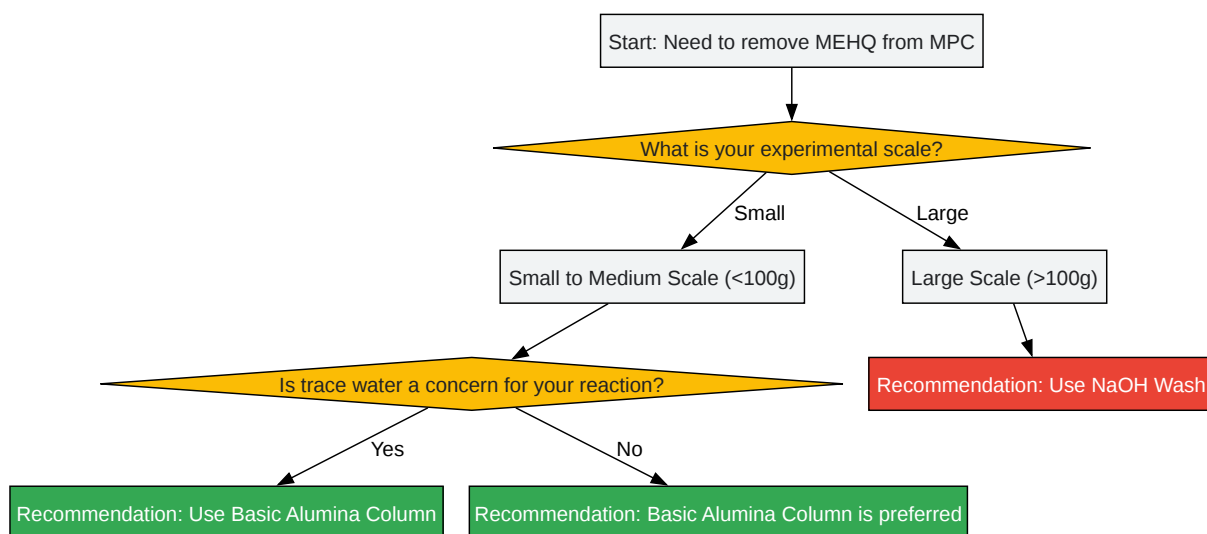 Start: Need to remove MEHQ from MPC
What is your experimental scale?
Small
Large
Small to Medium Scale (<100g)
Large Scale (>100g)
Is trace water a concern for your reaction?
Recommendation: Use NaOH Wash
Yes
No
Recommendation: Use Basic Alumina Column
Recommendation: Basic Alumina Column is preferred